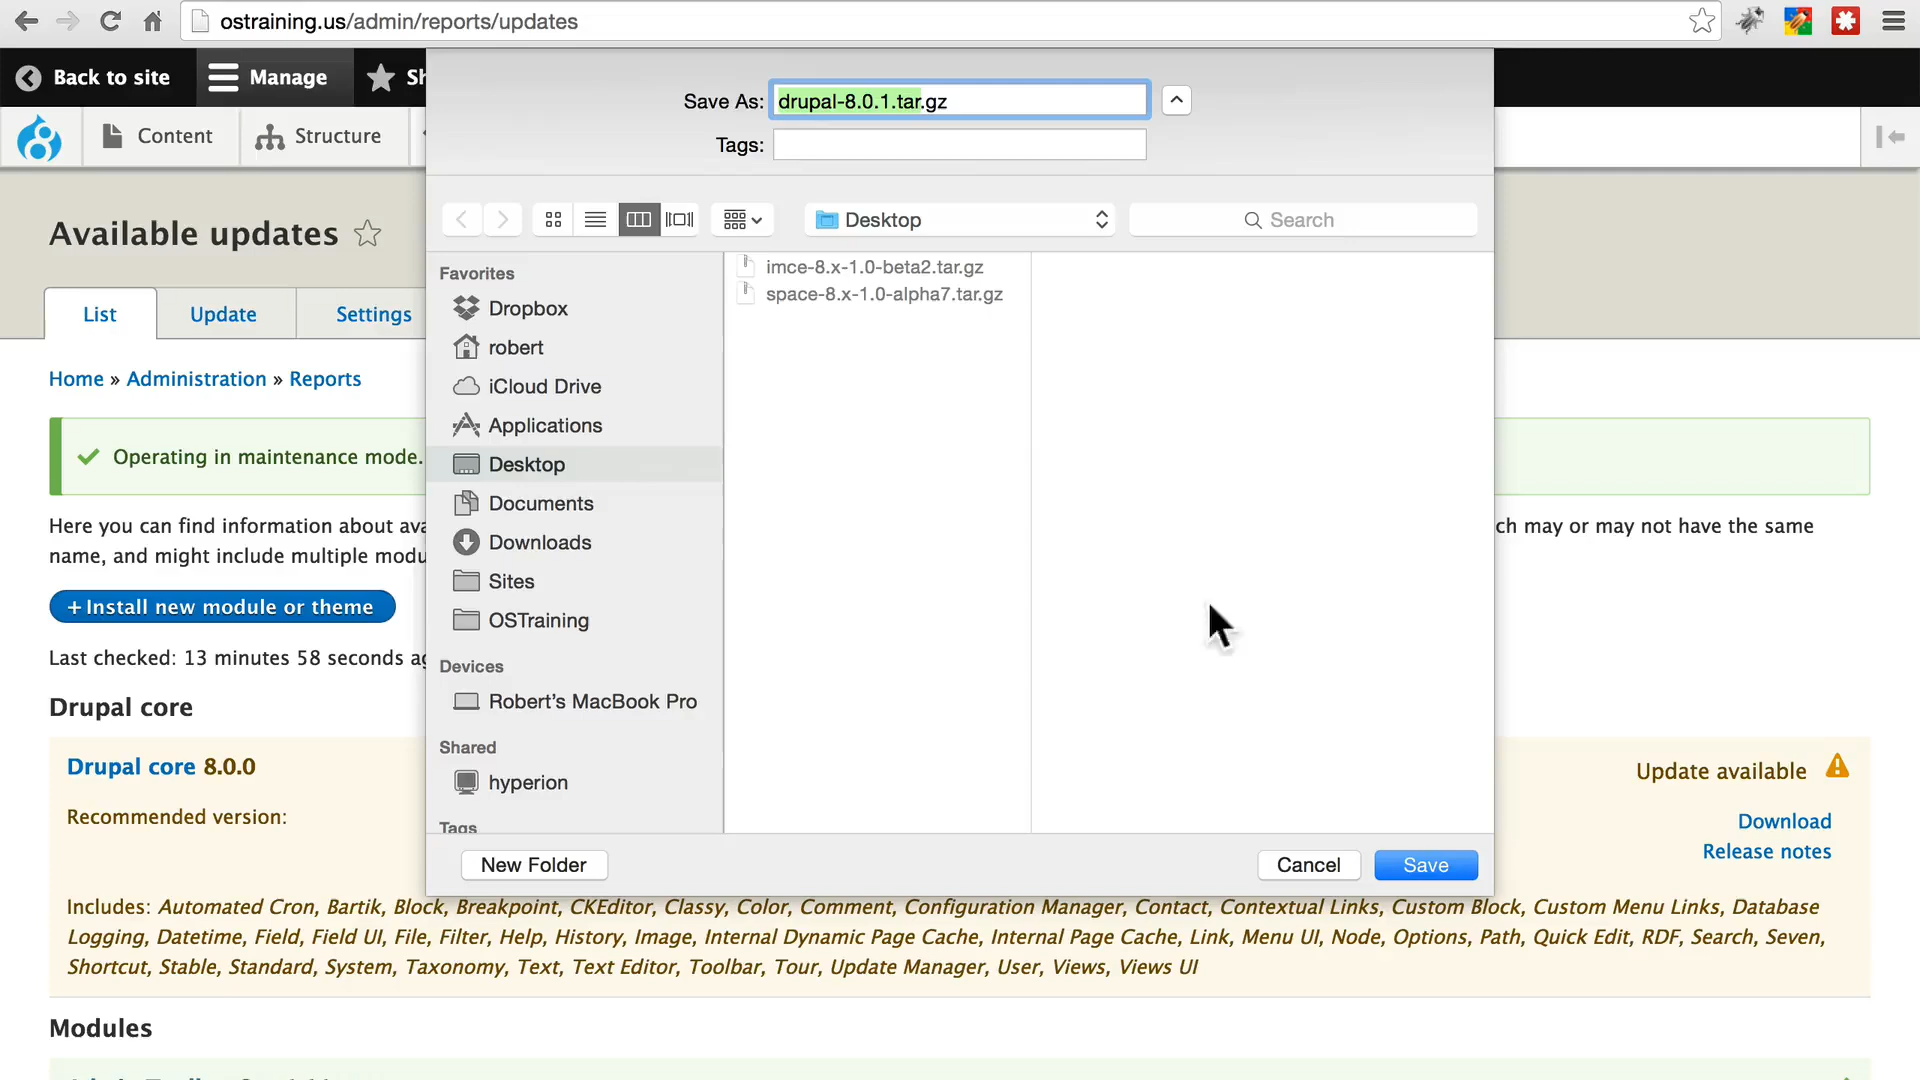 ostraining.us/admin/reports/updates
Back to site
Manage
Sh
Content
Structure
Save As: drupal-8.0.1.tar.gz
Tags:
Desktop
Search
Available updates
List
Update
Settings
Favorites
Dropbox
robert
iCloud Drive
Applications
Desktop
Documents
Downloads
Sites
OSTraining
Devices
Robert’s MacBook Pro
Shared
hyperion
Tags
imce-8.x-1.0-beta2.tar.gz
space-8.x-1.0-alpha7.tar.gz
New Folder
Cancel
Save
Home » Administration » Reports
Operating in maintenance mode.
Here you can find information about ava
ch may or may not have the same
name, and might include multiple modu
+ Install new module or theme
Last checked: 13 minutes 58 seconds ag
Drupal core
Drupal core 8.0.0
Update available
Recommended version:
Download
Release notes
Includes: Automated Cron, Bartik, Block, Breakpoint, CKEditor, Classy, Color, Comment, Configuration Manager, Contact, Contextual Links, Custom Block, Custom Menu Links, Database
Logging, Datetime, Field, Field UI, File, Filter, Help, History, Image, Internal Dynamic Page Cache, Internal Page Cache, Link, Menu UI, Node, Options, Path, Quick Edit, RDF, Search, Seven,
Shortcut, Stable, Standard, System, Taxonomy, Text, Text Editor, Toolbar, Tour, Update Manager, User, Views, Views UI
Modules